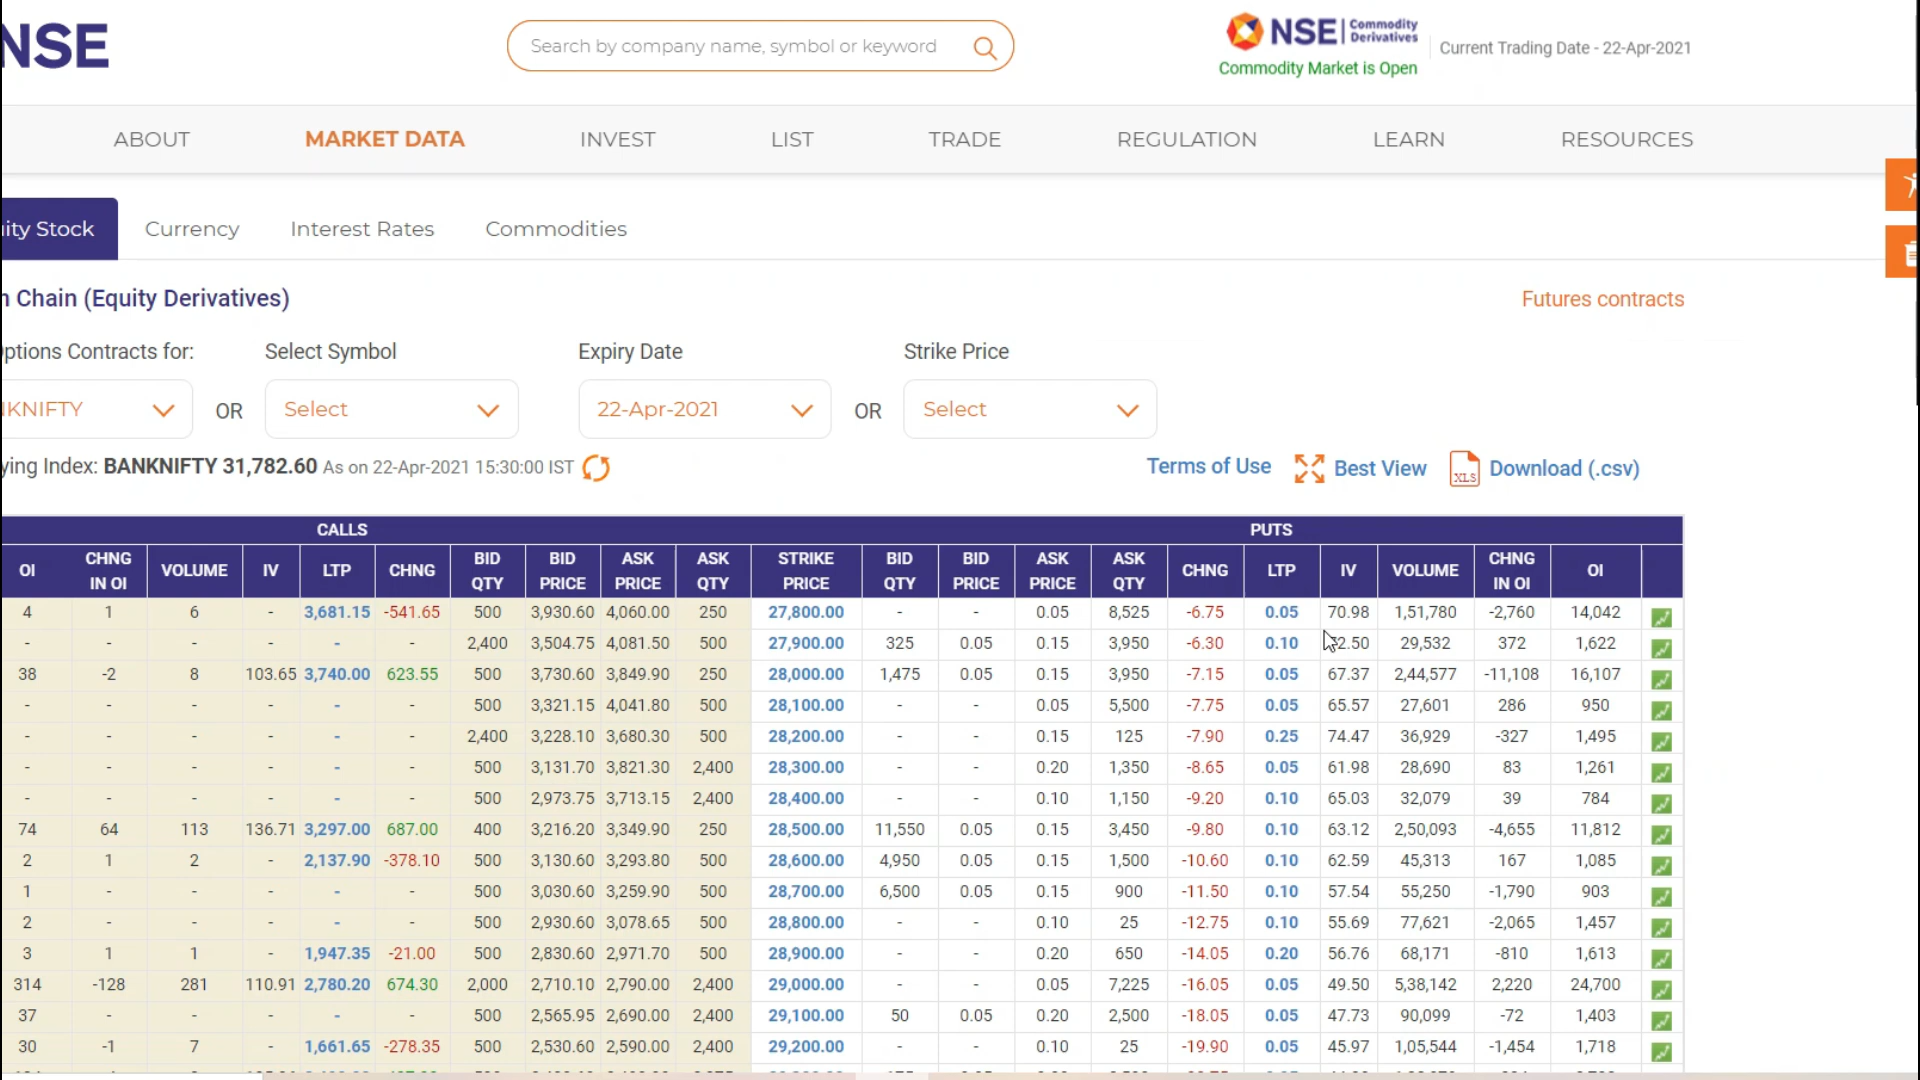 NSE
Search by company name, symbol or keyword
NSE Commodity Derivatives
Commodity Market is Open
Current Trading Date - 22-Apr-2021
ABOUT MARKET DATA INVEST LIST TRADE REGULATION LEARN RESOURCES
ity Stock Currency Interest Rates Commodities
n Chain (Equity Derivatives) Futures contracts
ptions Contracts for: Select Symbol Expiry Date Strike Price
KNIFTY OR Select 22-Apr-2021 OR Select
ying Index: BANKNIFTY 31,782.60 As on 22-Apr-2021 15:30:00 IST Terms of Use Best View XLS Download (.csv)
CALLS PUTS
OI CHNG IN OI VOLUME IV LTP CHNG BID QTY BID PRICE ASK PRICE ASK QTY STRIKE PRICE BID QTY BID PRICE ASK PRICE ASK QTY CHNG LTP IV VOLUME CHNG IN OI OI
4 1 6 - 3,681.15 -541.65 500 3,930.60 4,060.00 250 27,800.00 - - 0.05 8,525 -6.75 0.05 70.98 1,51,780 -2,760 14,042
- - - - - - 2,400 3,504.75 4,081.50 500 27,900.00 325 0.05 0.15 3,950 -6.30 0.10 2.50 29,532 372 1,622
38 -2 8 103.65 3,740.00 623.55 500 3,730.60 3,849.90 250 28,000.00 1,475 0.05 0.15 3,950 -7.15 0.05 67.37 2,44,577 -11,108 16,107
- - - - - - 500 3,321.15 4,041.80 500 28,100.00 - - 0.05 5,500 -7.75 0.05 65.57 27,601 286 950
- - - - - - 2,400 3,228.10 3,680.30 500 28,200.00 - - 0.15 125 -7.90 0.25 74.47 36,929 -327 1,495
- - - - - - 500 3,131.70 3,821.30 2,400 28,300.00 - - 0.20 1,350 -8.65 0.05 61.98 28,690 83 1,261
- - - - - - 500 2,973.75 3,713.15 2,400 28,400.00 - - 0.10 1,150 -9.20 0.10 65.03 32,079 39 784
74 64 113 136.71 3,297.00 687.00 400 3,216.20 3,349.90 250 28,500.00 11,550 0.05 0.15 3,450 -9.80 0.10 63.12 2,50,093 -4,655 11,812
2 1 2 - 2,137.90 -378.10 500 3,130.60 3,293.80 500 28,600.00 4,950 0.05 0.15 1,500 -10.60 0.10 62.59 45,313 167 1,085
1 - - - - - 500 3,030.60 3,259.90 500 28,700.00 6,500 0.05 0.15 900 -11.50 0.10 57.54 55,250 -1,790 903
2 - - - - - 500 2,930.60 3,078.65 500 28,800.00 - - 0.10 25 -12.75 0.10 55.69 77,621 -2,065 1,457
3 1 1 - 1,947.35 -21.00 500 2,830.60 2,971.70 500 28,900.00 - - 0.20 650 -14.05 0.20 56.76 68,171 -810 1,613
314 -128 281 110.91 2,780.20 674.30 2,000 2,710.10 2,790.00 2,400 29,000.00 - - 0.05 7,225 -16.05 0.05 49.50 5,38,142 2,220 24,700
37 - - - - - 500 2,565.95 2,690.00 2,400 29,100.00 50 0.05 0.20 2,500 -18.05 0.05 47.73 90,099 -72 1,403
30 -1 7 - 1,661.65 -278.35 500 2,530.60 2,590.00 2,400 29,200.00 - - 0.10 25 -19.90 0.05 45.97 1,05,544 -1,454 1,718